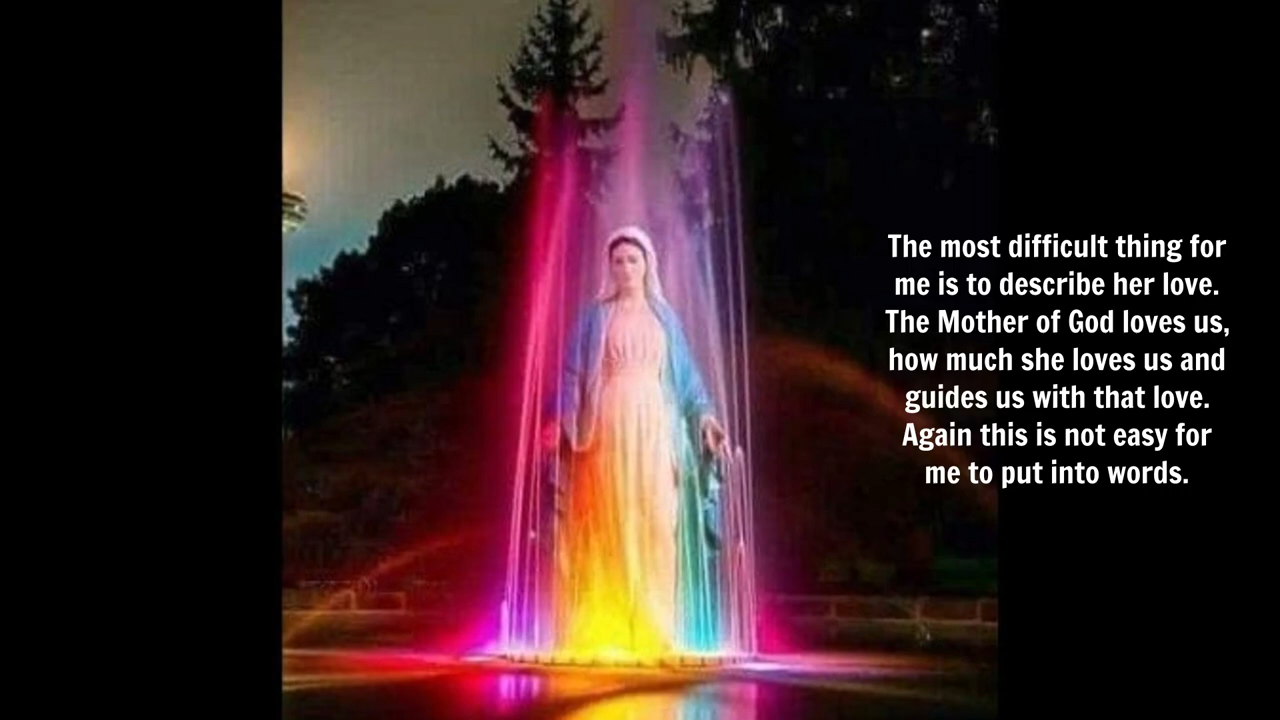 The most difficult thing for
me is to describe her love.
The Mother of God loves us,
how much she loves us and
guides us with that love.
Again this is not easy for
me to put into words.